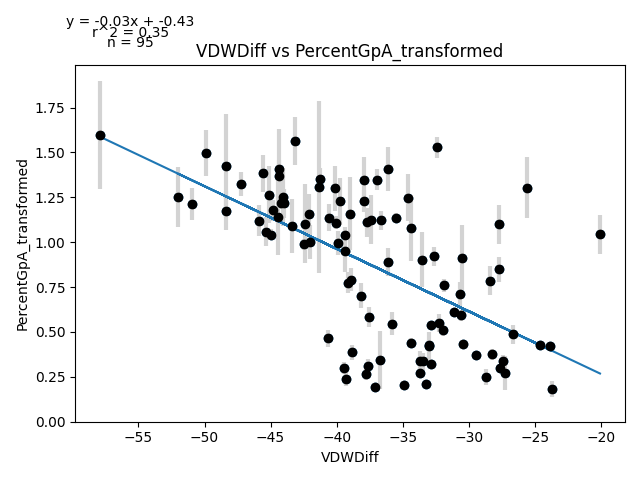 y = -0.03x + -0.43
r^2 = 0.35
n = 95
VDWDiff vs PercentGpA_transformed
PercentGpA_transformed
1.75
1.50
1.25
1.00
0.75
0.50
0.25
0.00
−55 −50 −45 −40 −35 −30 −25 −20
VDWDiff